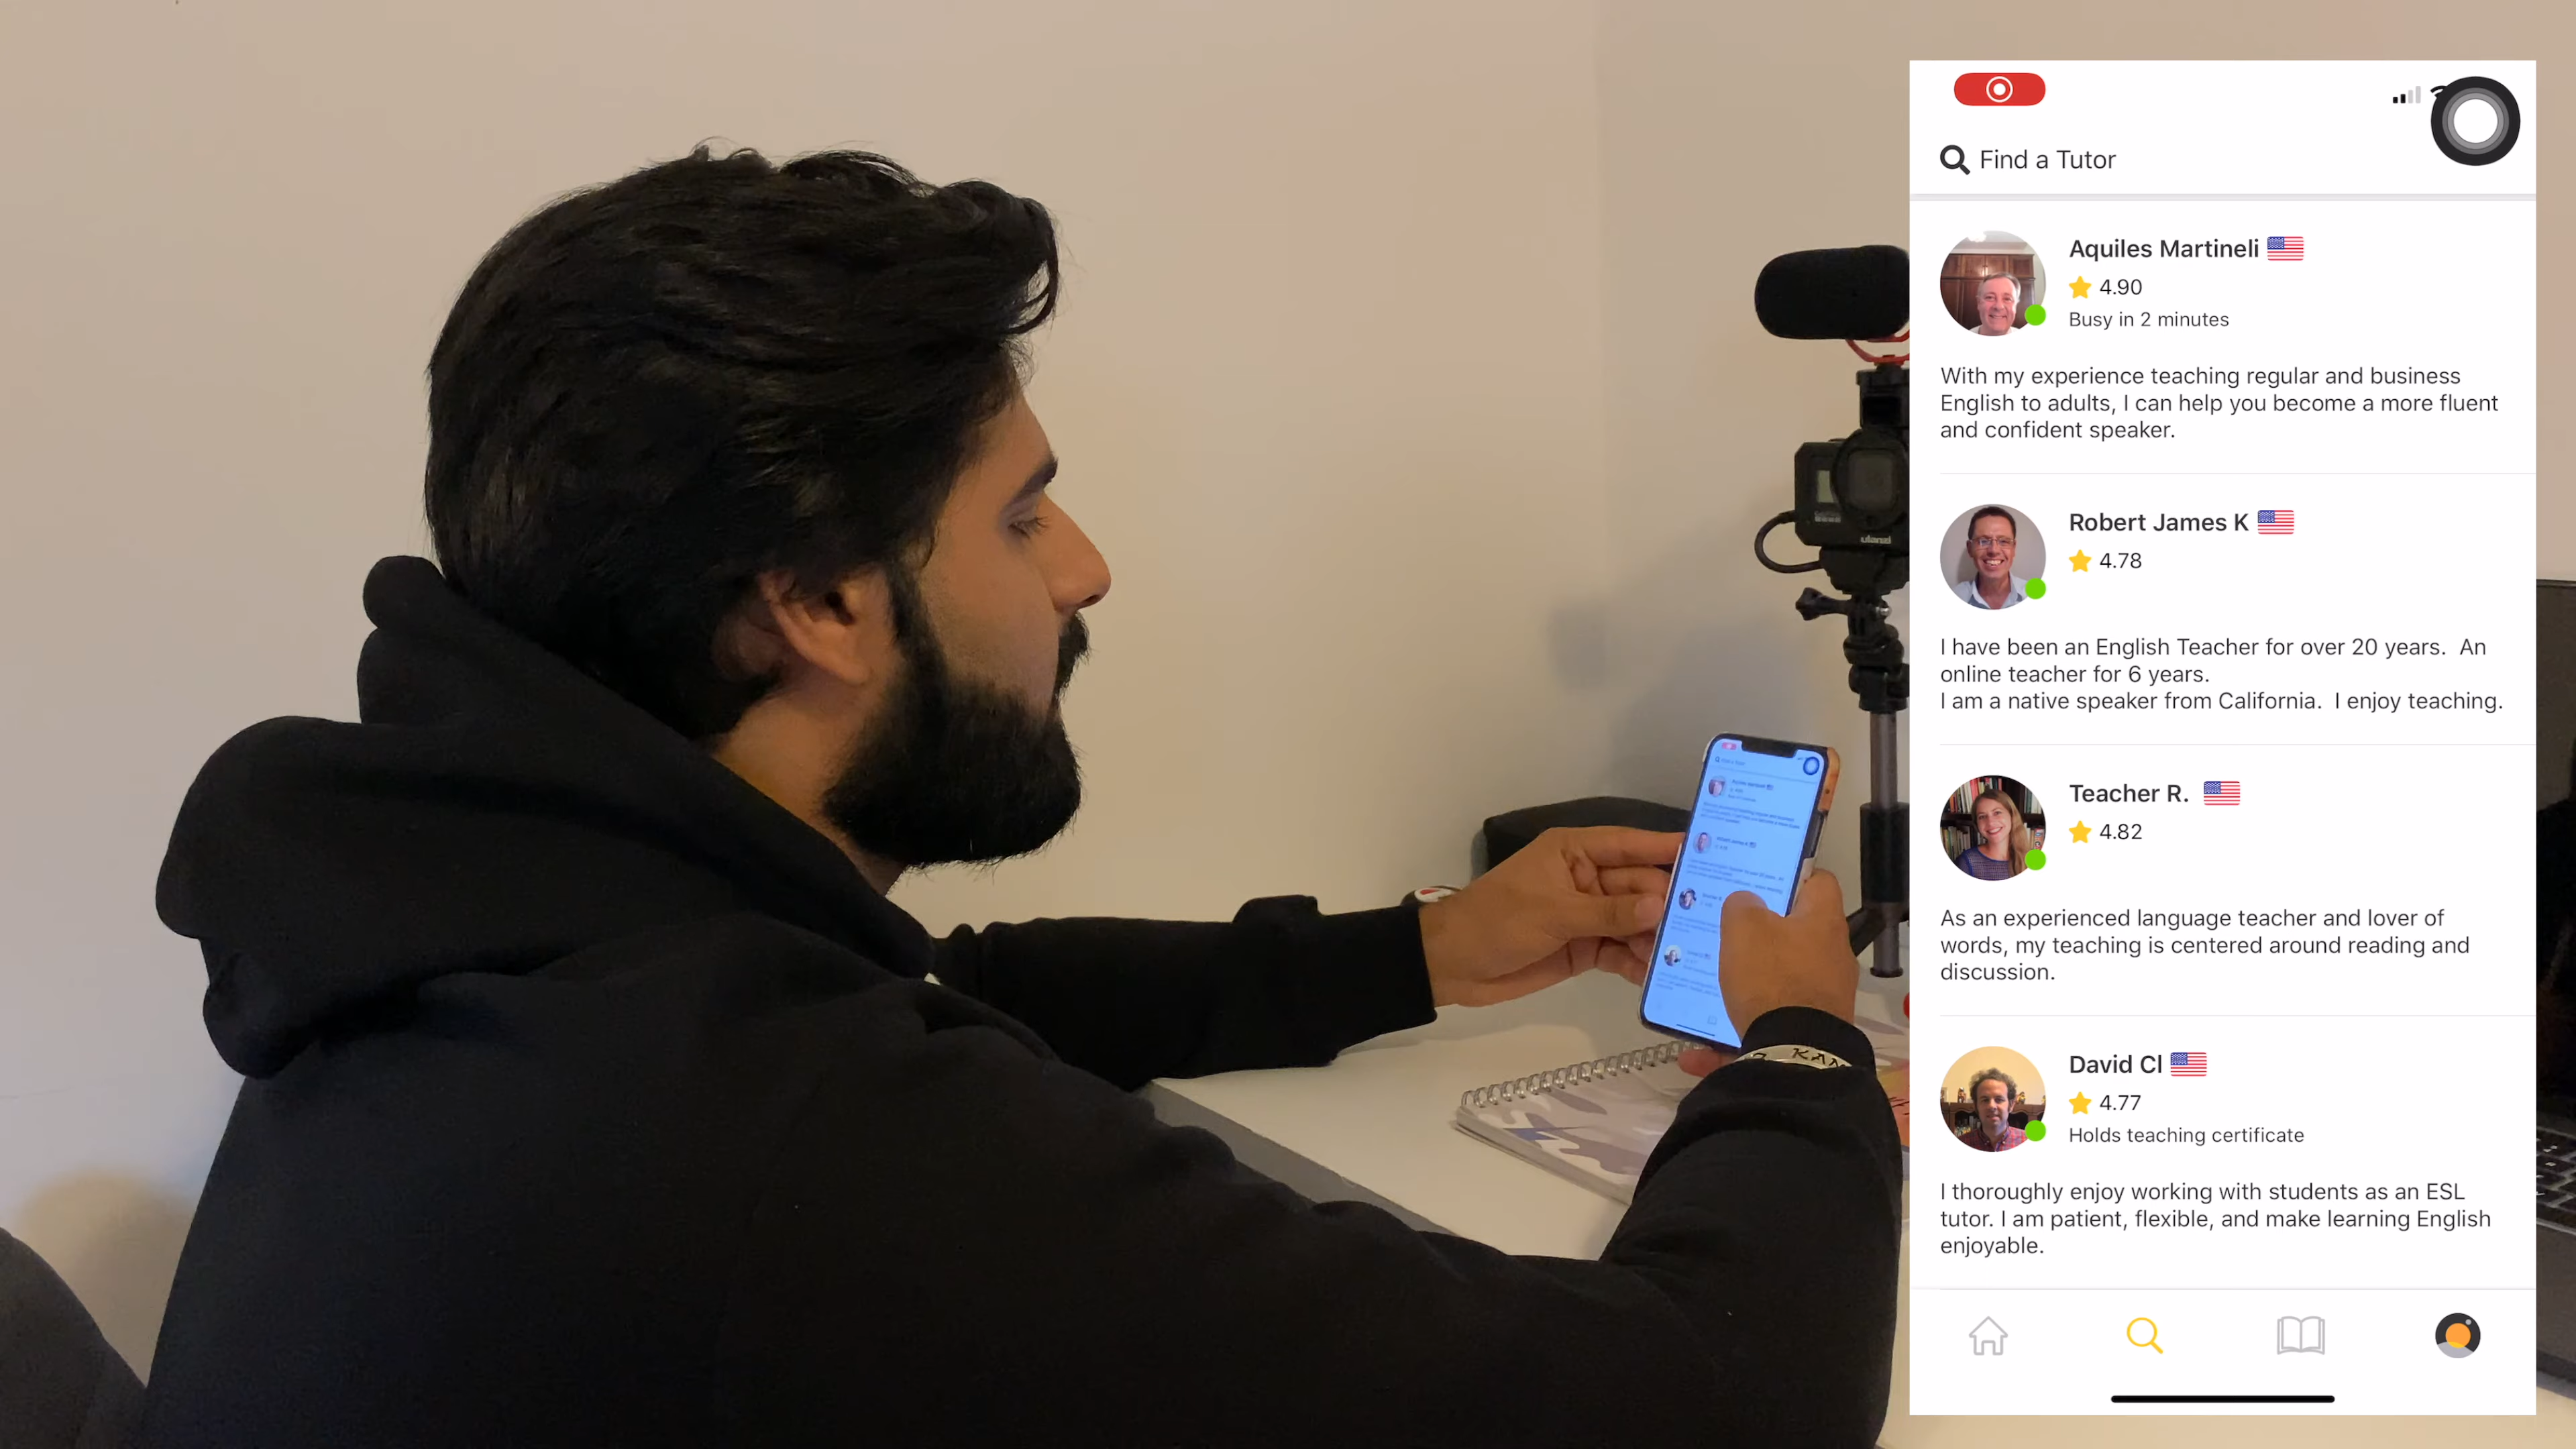 Find a Tutor
Aquiles Martineli
4.90
Busy in 2 minutes
With my experience teaching regular and business
English to adults, I can help you become a more fluent
and confident speaker.
Robert James K
4.78
I have been an English Teacher for over 20 years.  An
online teacher for 6 years.
I am a native speaker from California.  I enjoy teaching.
Teacher R.
4.82
As an experienced language teacher and lover of
words, my teaching is centered around reading and
discussion.
David Cl
4.77
Holds teaching certificate
I thoroughly enjoy working with students as an ESL
tutor. I am patient, flexible, and make learning English
enjoyable.
ulanzi